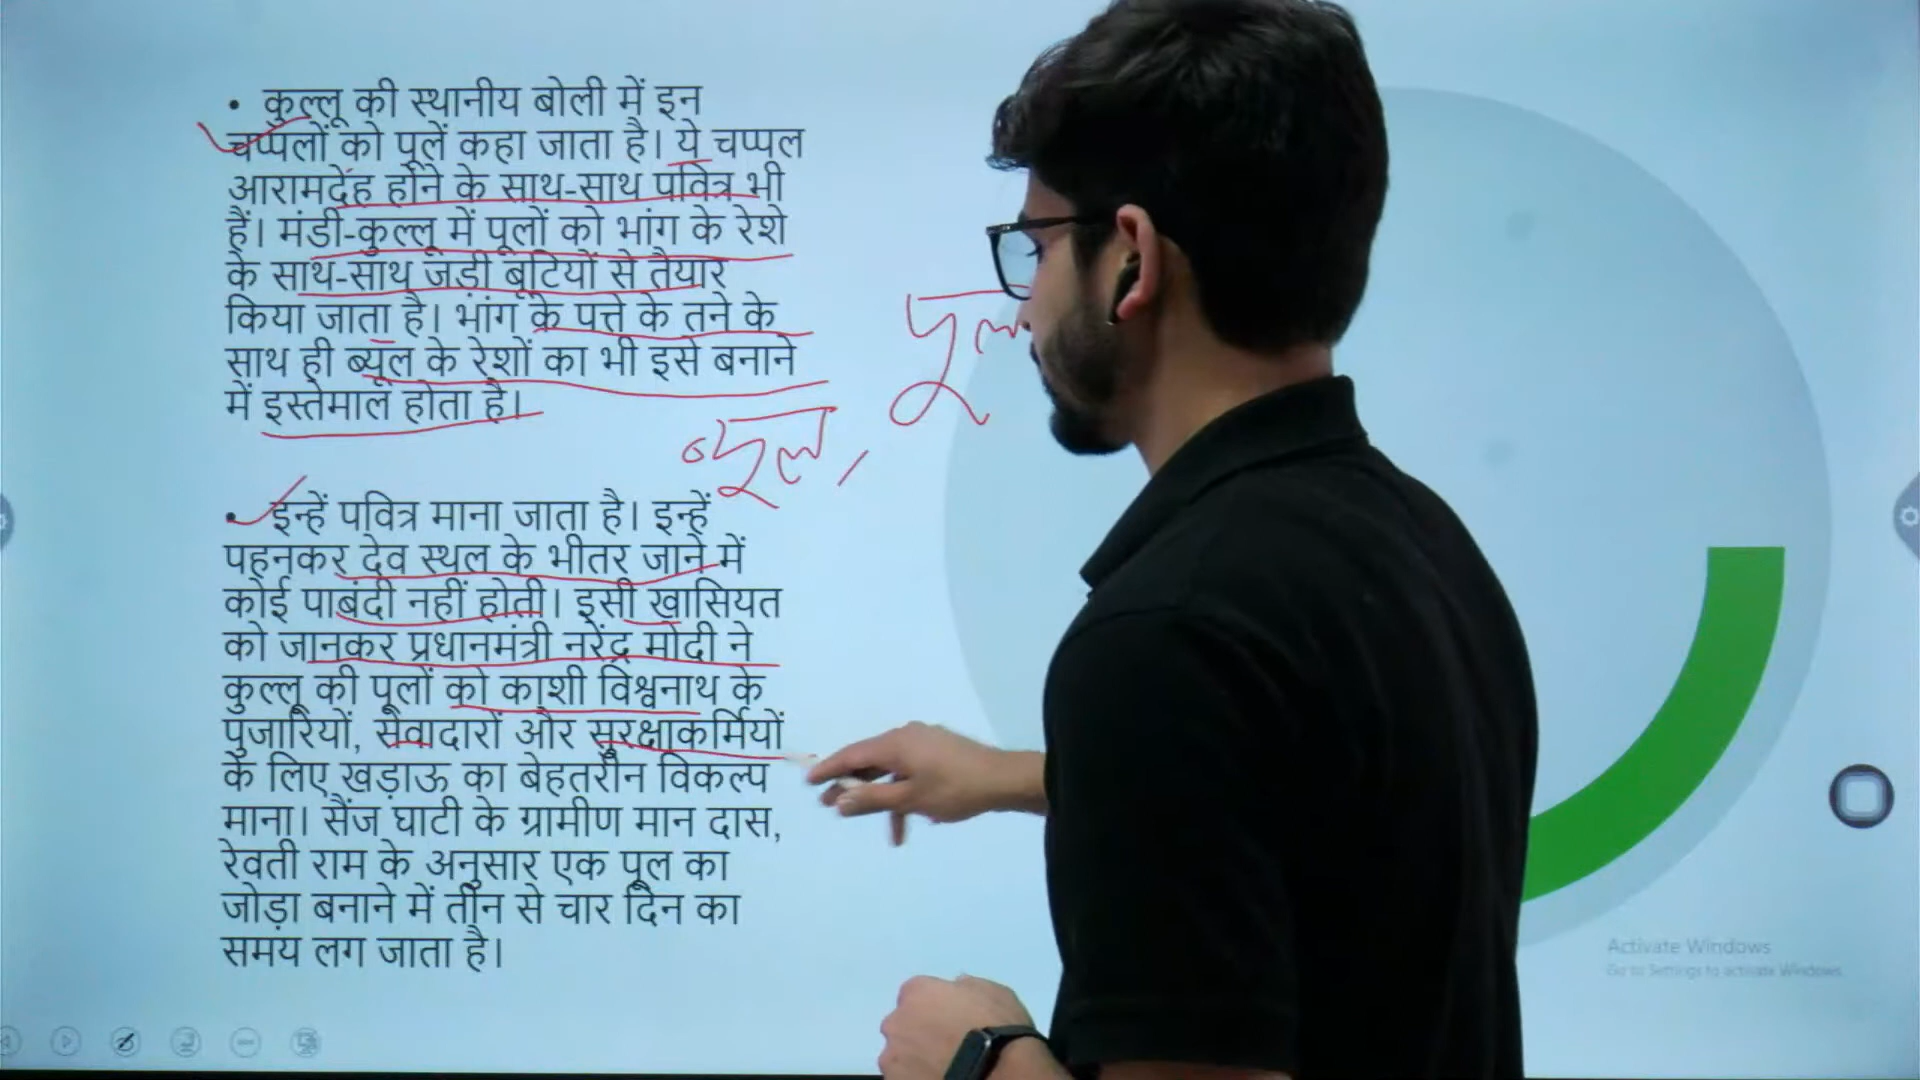 • कुल्लू की स्थानीय बोली में इन
चप्पलों को पूलें कहा जाता है। ये चप्पल
आरामदेह होने के साथ-साथ पवित्र भी
हैं। मंडी-कुल्लू में पूलों को भांग के रेशे
के साथ-साथ जड़ी बूटियों से तैयार
किया जाता है। भांग के पत्ते के तने के
साथ ही ब्यूल के रेशों का भी इसे बनाने
में इस्तेमाल होता है।
पूल
ब्यूल,
• इन्हें पवित्र माना जाता है। इन्हें
पहनकर देव स्थल के भीतर जाने में
कोई पाबंदी नहीं होती। इसी खासियत
को जानकर प्रधानमंत्री नरेंद्र मोदी ने
कुल्लू की पूलों को काशी विश्वनाथ के
पुजारियों, सेवादारों और सुरक्षाकर्मियों
के लिए खड़ाऊ का बेहतरीन विकल्प
माना। सैंज घाटी के ग्रामीण मान दास,
रेवती राम के अनुसार एक पूल का
जोड़ा बनाने में तीन से चार दिन का
समय लग जाता है।
Activate Windows
Go to Settings to activate Windows.